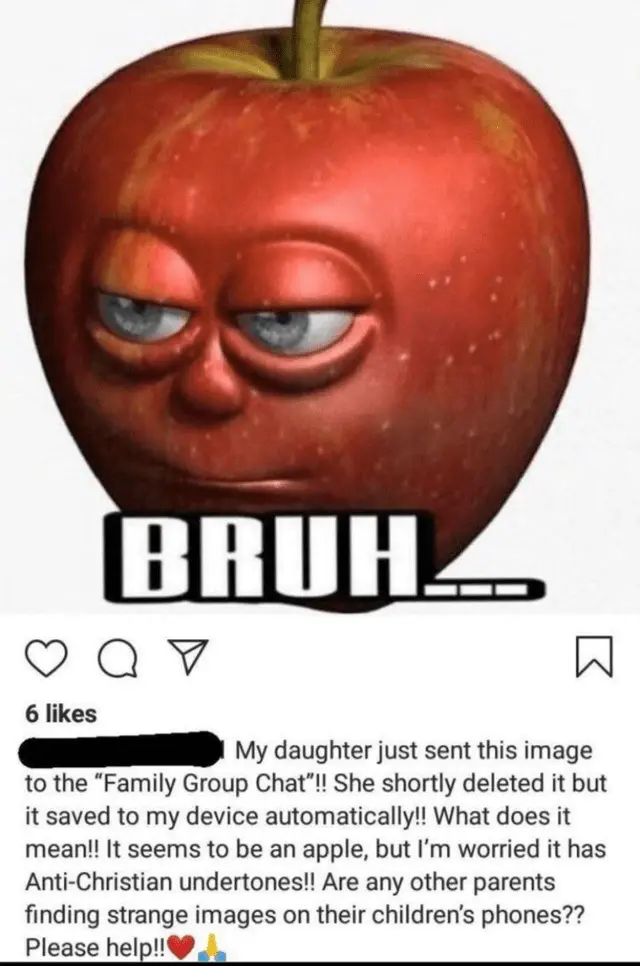 BRUH...
6 likes
My daughter just sent this image
to the “Family Group Chat”!! She shortly deleted it but
it saved to my device automatically!! What does it
mean!! It seems to be an apple, but I’m worried it has
Anti-Christian undertones!! Are any other parents
finding strange images on their children’s phones??
Please help!!❤️🙏